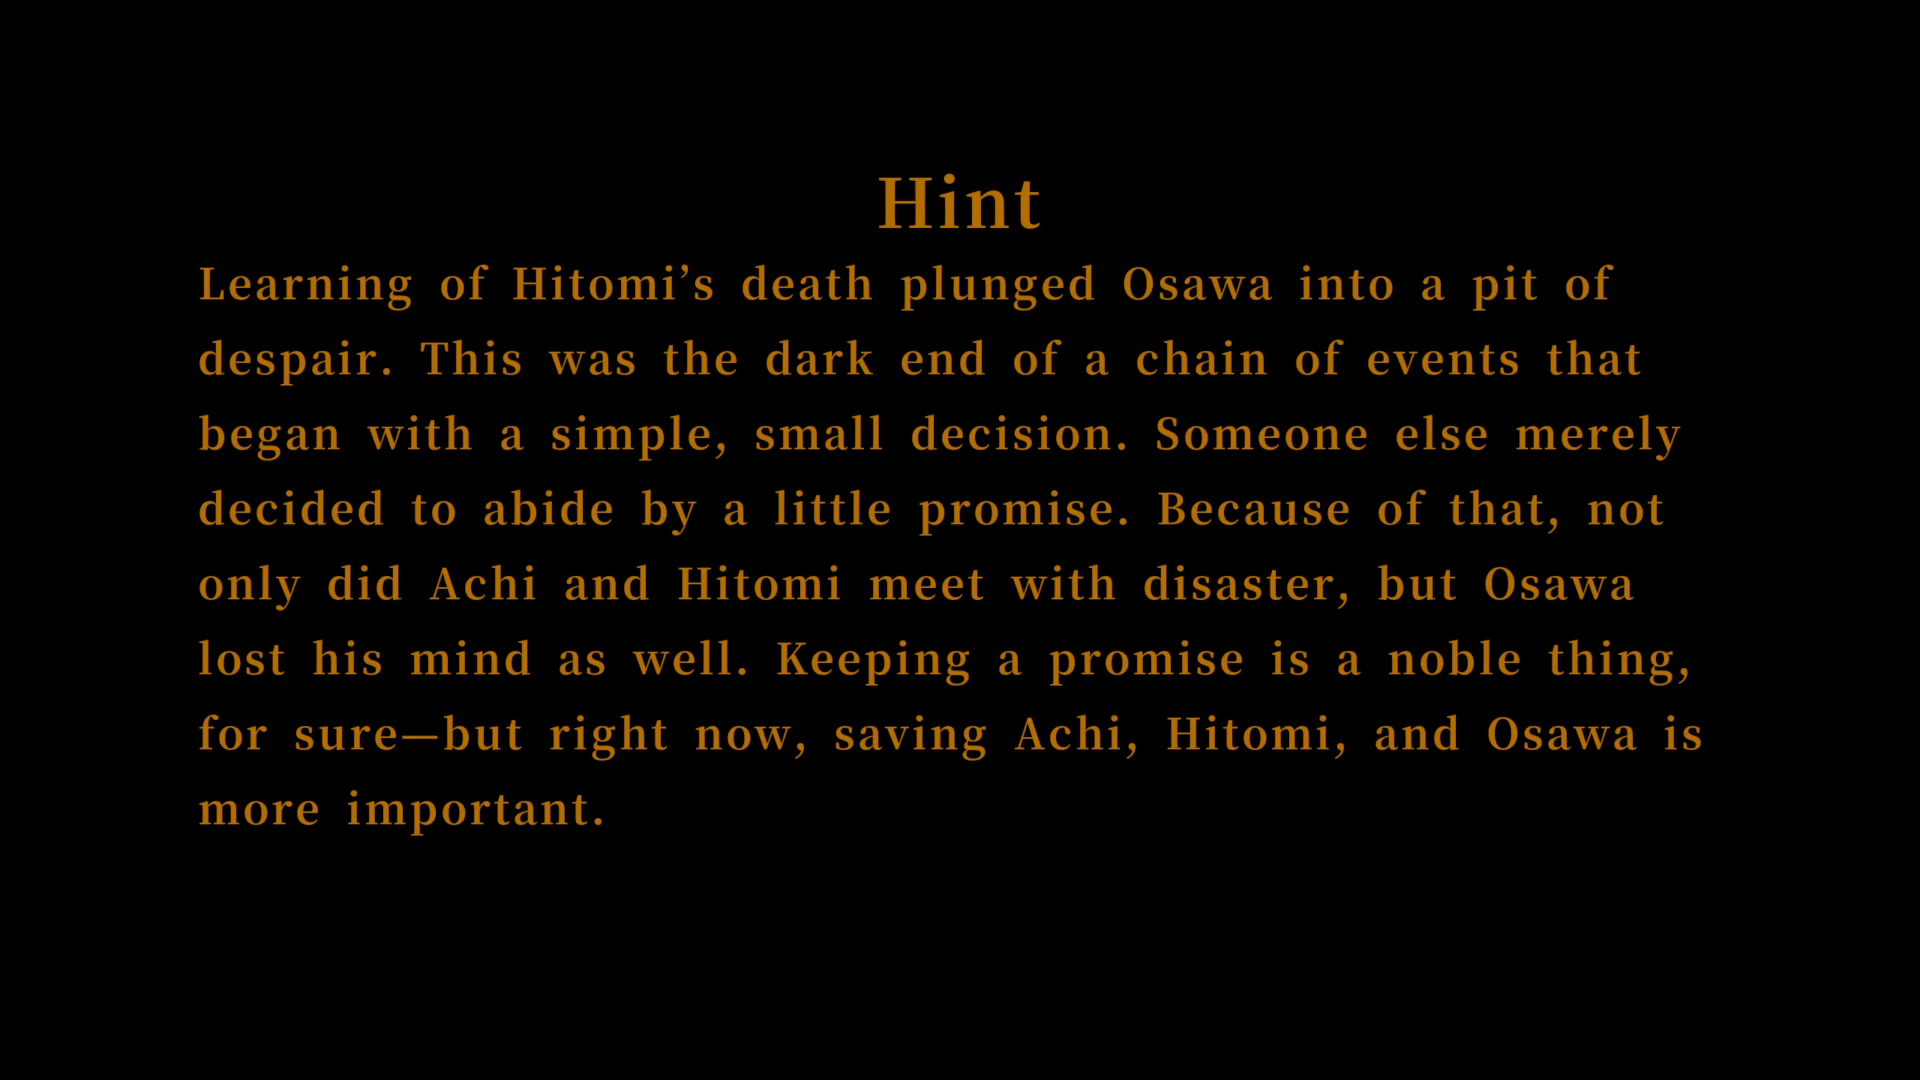 Hint
Learning of Hitomi’s death plunged Osawa into a pit of
despair. This was the dark end of a chain of events that
began with a simple, small decision. Someone else merely
decided to abide by a little promise. Because of that, not
only did Achi and Hitomi meet with disaster, but Osawa
lost his mind as well. Keeping a promise is a noble thing,
for sure—but right now, saving Achi, Hitomi, and Osawa is
more important.